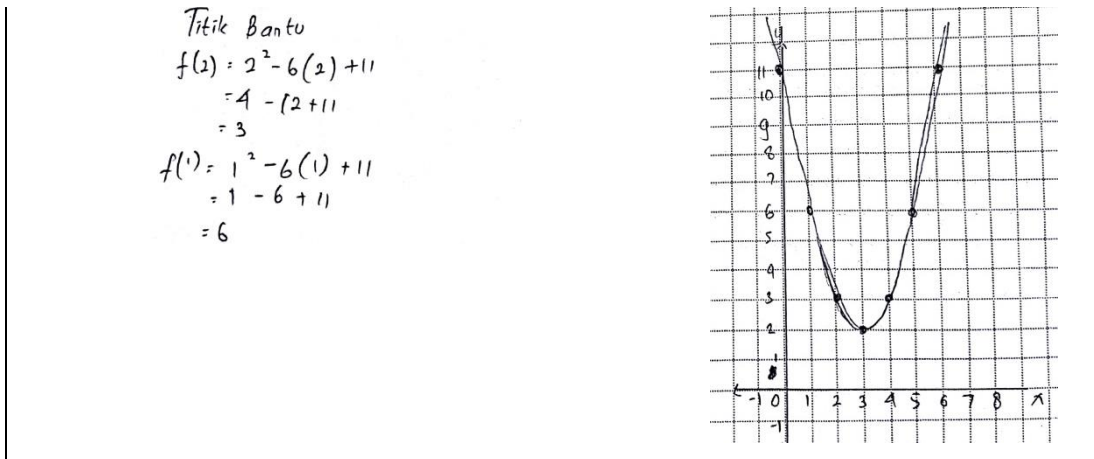 Titik Bantu
f(2) = 2² - 6(2) + 11
= 4 - 12 + 11
= 3
f(1) = 1² - 6(1) + 11
= 1 - 6 + 11
= 6
y
11
10
9
8
7
6
5
4
3
2
1
-1 0 1 2 3 4 5 6 7 8 x
-1